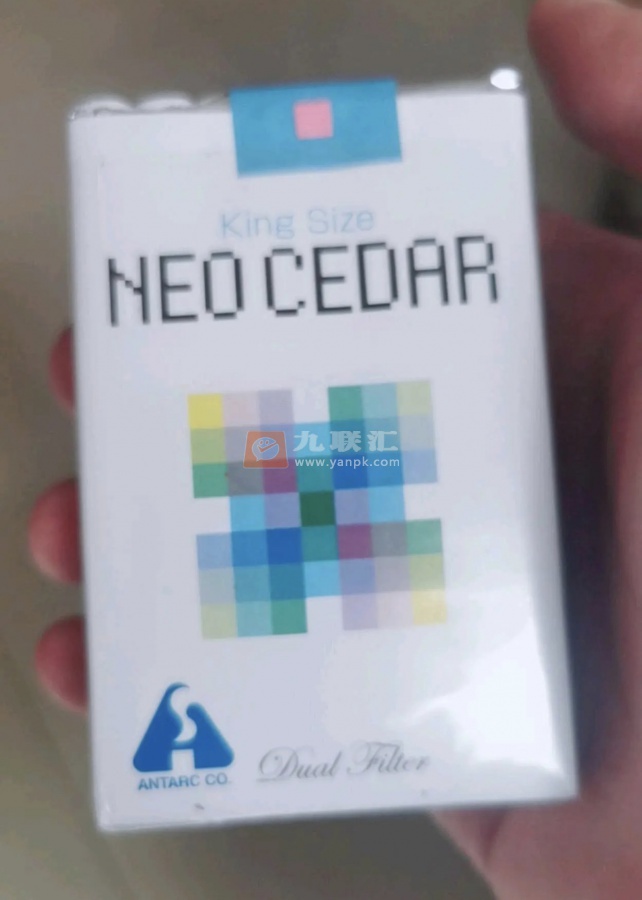 King Size
NEO CEDAR
九联汇
www.yanpk.com
ANTARC CO.
Dual Filter